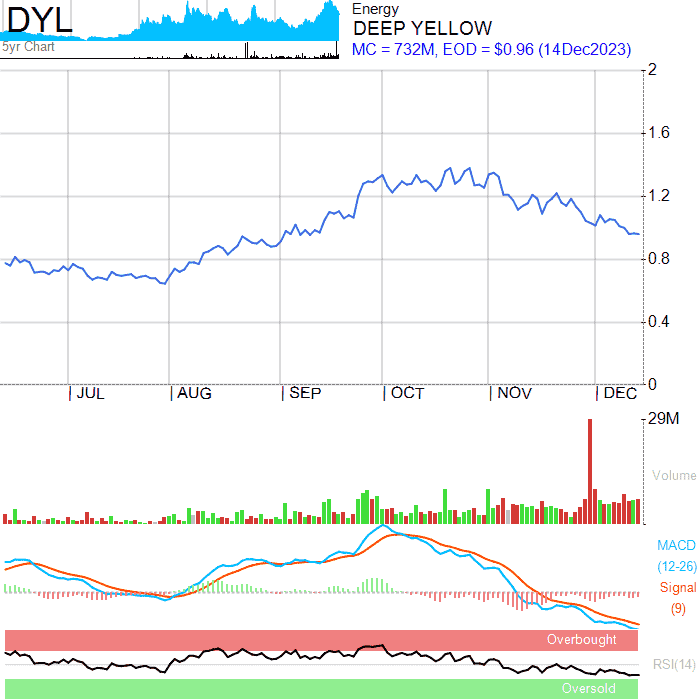 DYL
5yr Chart
Energy
DEEP YELLOW
MC = 732M, EOD = $0.96 (14Dec2023)
2
1.6
1.2
0.8
0.4
0
JUL AUG SEP OCT NOV DEC
29M
Volume
MACD
(12-26)
Signal
(9)
Overbought
RSI(14)
Oversold